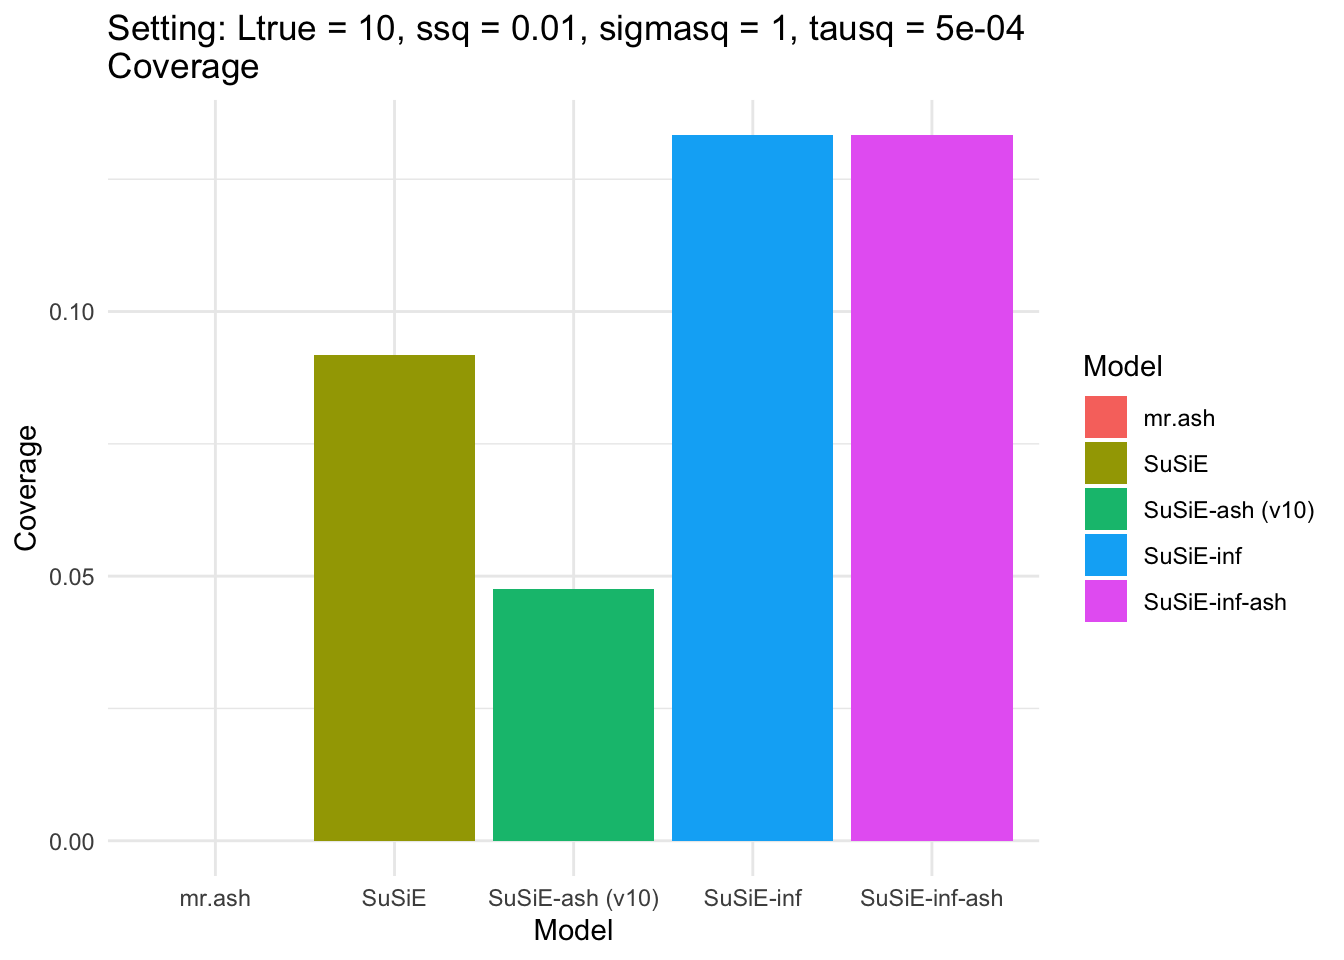 Setting: Ltrue = 10, ssq = 0.01, sigmasq = 1, tausq = 5e-04
Coverage
Coverage
0.10
0.05
0.00
mr.ash
SuSiE
SuSiE-ash (v10)
SuSiE-inf
SuSiE-inf-ash
Model
Model
mr.ash
SuSiE
SuSiE-ash (v10)
SuSiE-inf
SuSiE-inf-ash